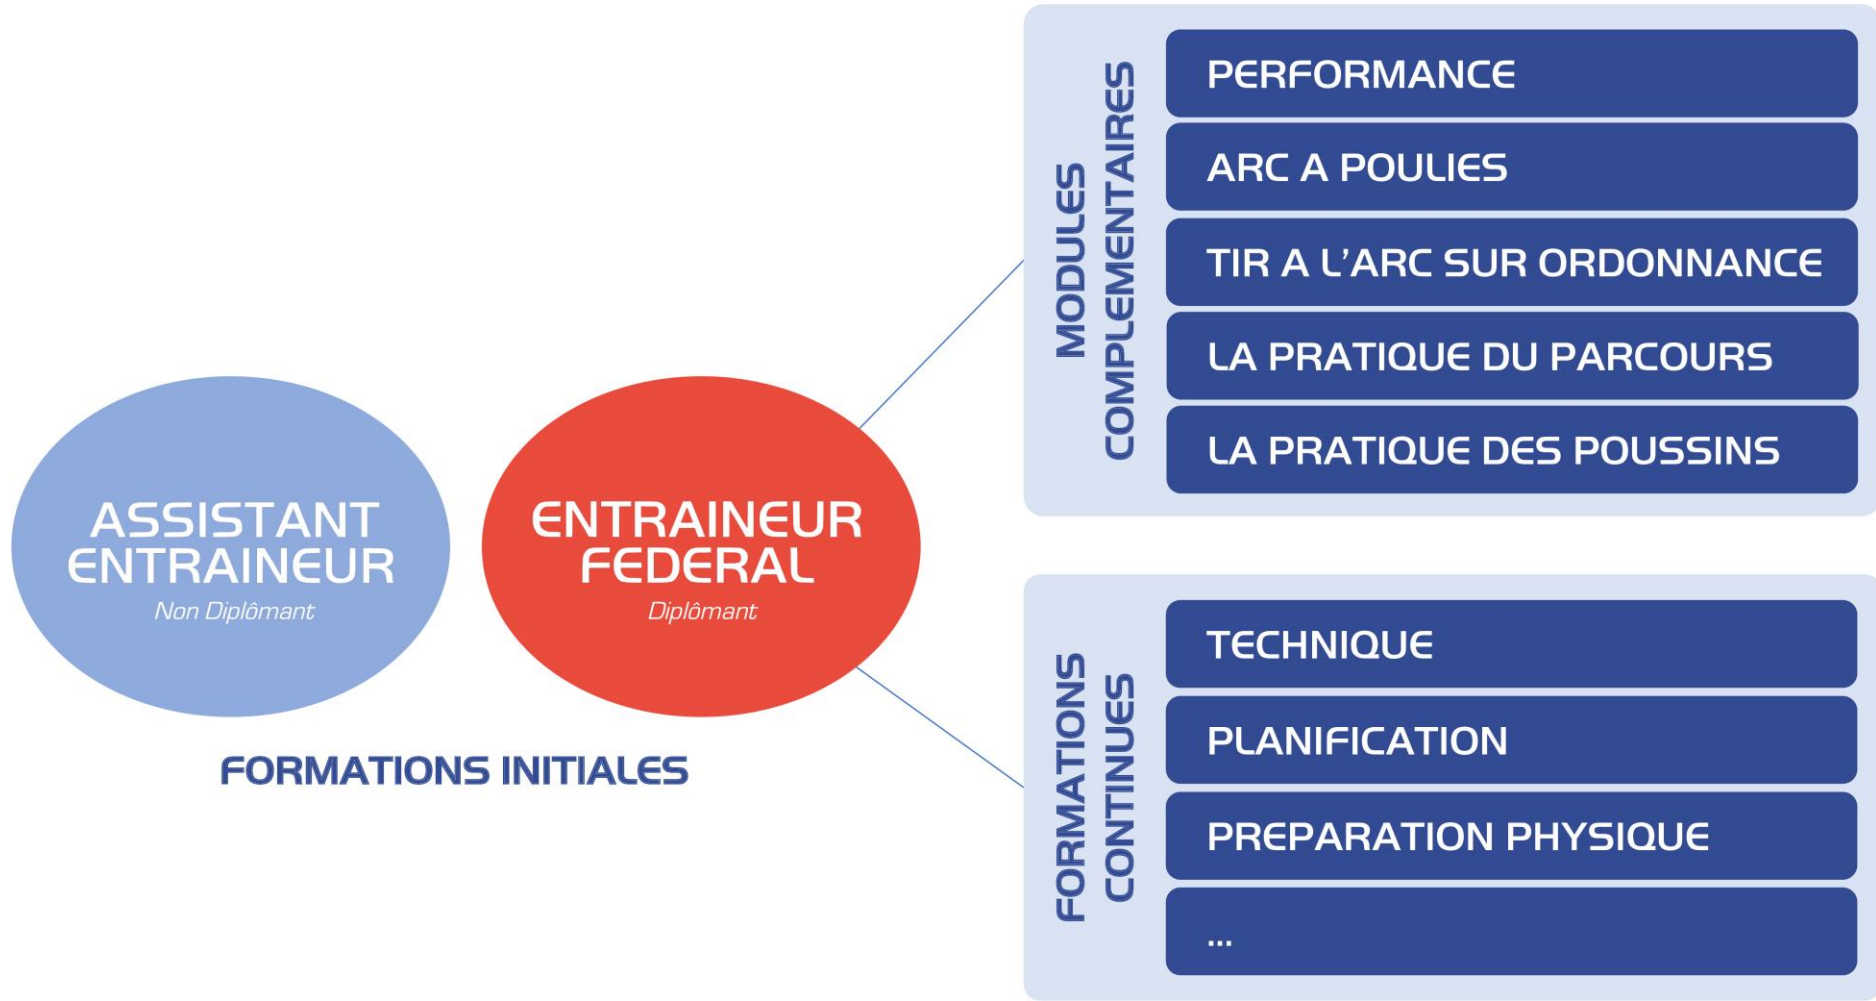 ASSISTANT
ENTRAINEUR
Non Diplômant
ENTRAINEUR
FEDERAL
Diplômant
FORMATIONS INITIALES
MODULES
COMPLEMENTAIRES
PERFORMANCE
ARC A POULIES
TIR A L'ARC SUR ORDONNANCE
LA PRATIQUE DU PARCOURS
LA PRATIQUE DES POUSSINS
FORMATIONS
CONTINUES
TECHNIQUE
PLANIFICATION
PREPARATION PHYSIQUE
...